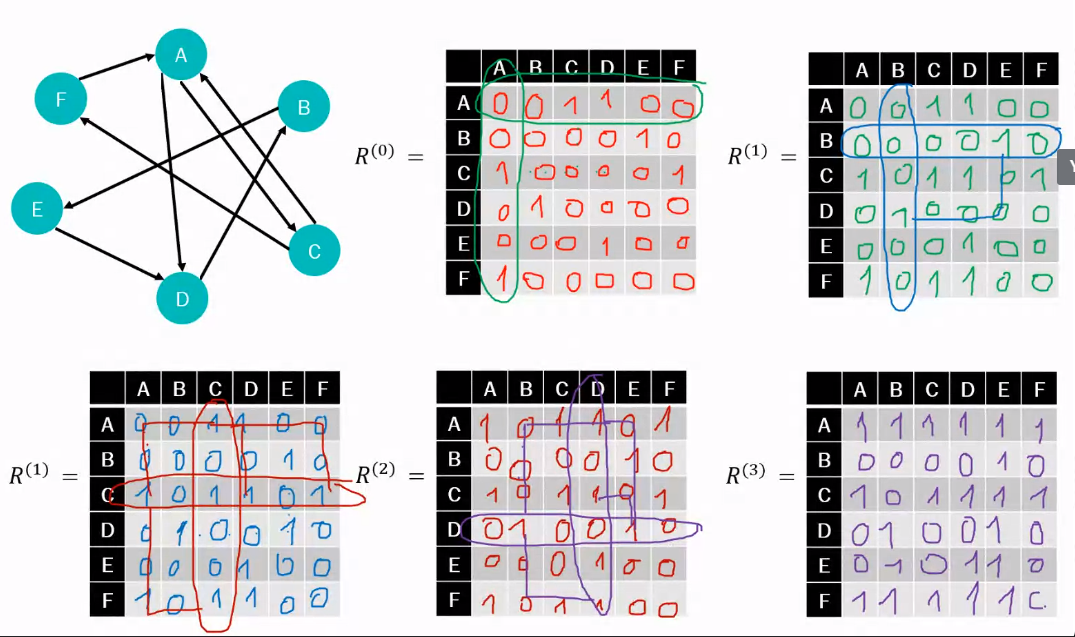 A
F
B
E
C
D
R(0) =
A B C D E F
A 0 0 1 1 0 0
B 0 0 0 0 1 0
C 1 0 0 0 0 1
D 0 1 0 0 0 0
E 0 0 0 1 0 0
F 1 0 0 0 0 0
R(1) =
A B C D E F
A 0 0 1 1 0 0
B 0 0 0 0 1 0
C 1 0 1 1 0 1
D 0 1 0 0 0 0
E 0 0 0 1 0 0
F 1 0 1 1 0 0
R(1) =
A B C D E F
A 0 0 1 1 0 0
B 0 0 0 0 1 0
C 1 0 1 1 0 1
D 0 1 0 0 1 0
E 0 0 0 1 0 0
F 1 0 1 1 0 0
R(2) =
A B C D E F
A 1 0 1 1 0 1
B 0 0 0 0 1 0
C 1 0 1 1 0 1
D 0 1 0 0 1 0
E 0 0 0 1 0 0
F 1 0 1 1 0 0
R(3) =
A B C D E F
A 1 1 1 1 1 1
B 0 0 0 0 1 0
C 1 0 1 1 1 1
D 0 1 0 0 1 0
E 0 1 0 1 1 0
F 1 1 1 1 1